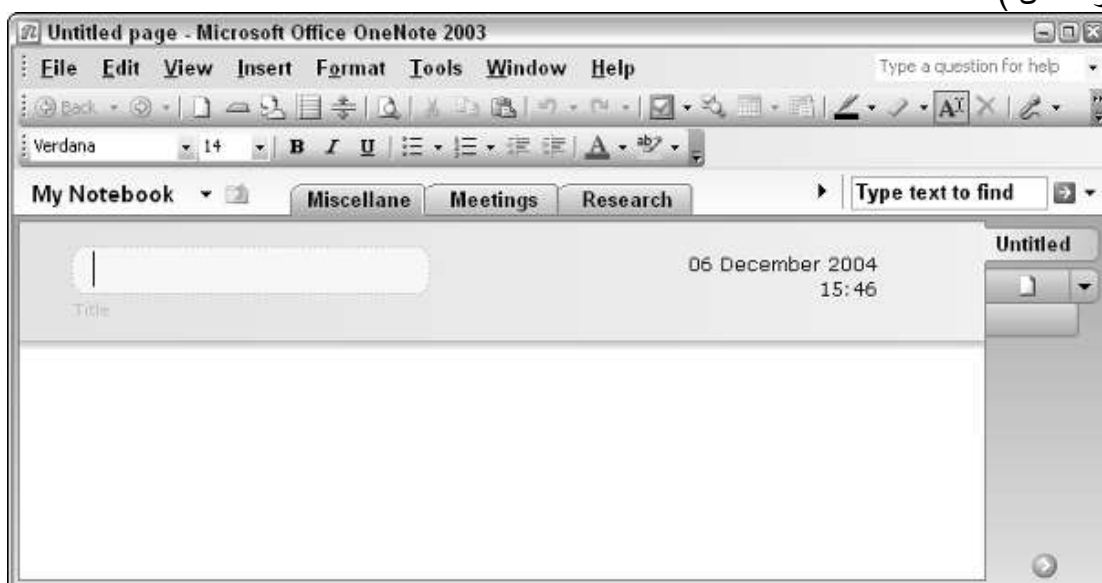 Untitled page - Microsoft Office OneNote 2003
File Edit View Insert Format Tools Window Help Type a question for help
Back
Verdana 14 B I U A ab
My Notebook Miscellane Meetings Research Type text to find
Untitled
06 December 2004
15:46
Title